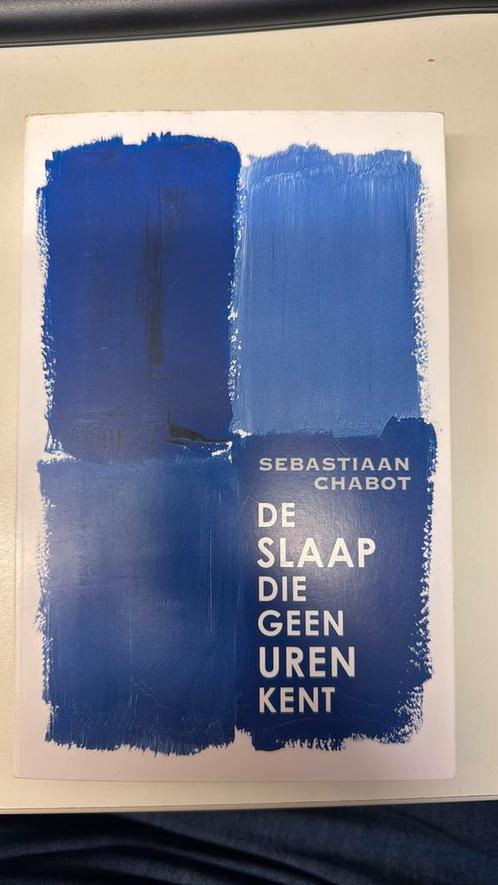 SEBASTIAAN
CHABOT
DE
SLAAP
DIE
GEEN
UREN
KENT